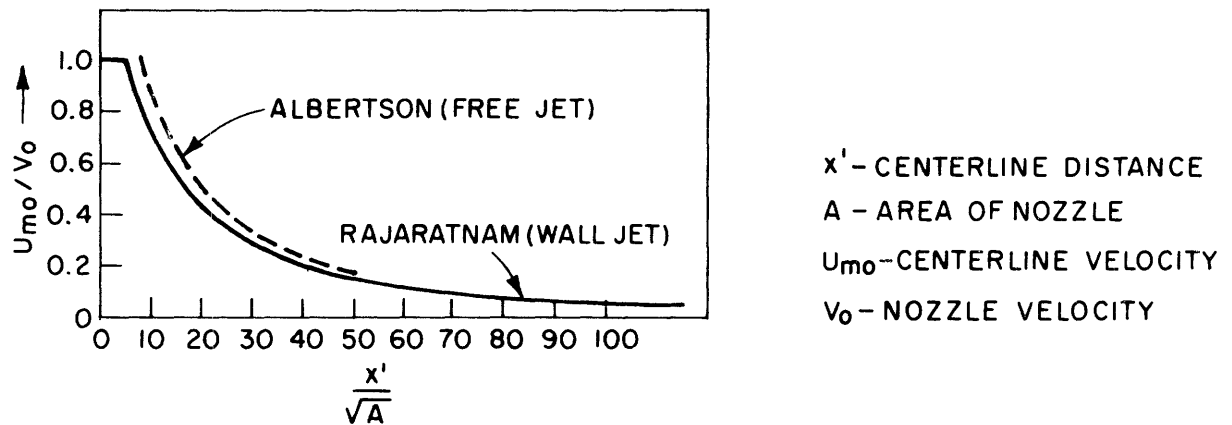 1.0
0.8
0.6
0.4
0.2
0
Umo / Vo
ALBERTSON (FREE JET)
RAJARATNAM (WALL JET)
0 10 20 30 40 50 60 70 80 90 100
x'
√A
x' - CENTERLINE DISTANCE
A - AREA OF NOZZLE
Umo - CENTERLINE VELOCITY
Vo - NOZZLE VELOCITY